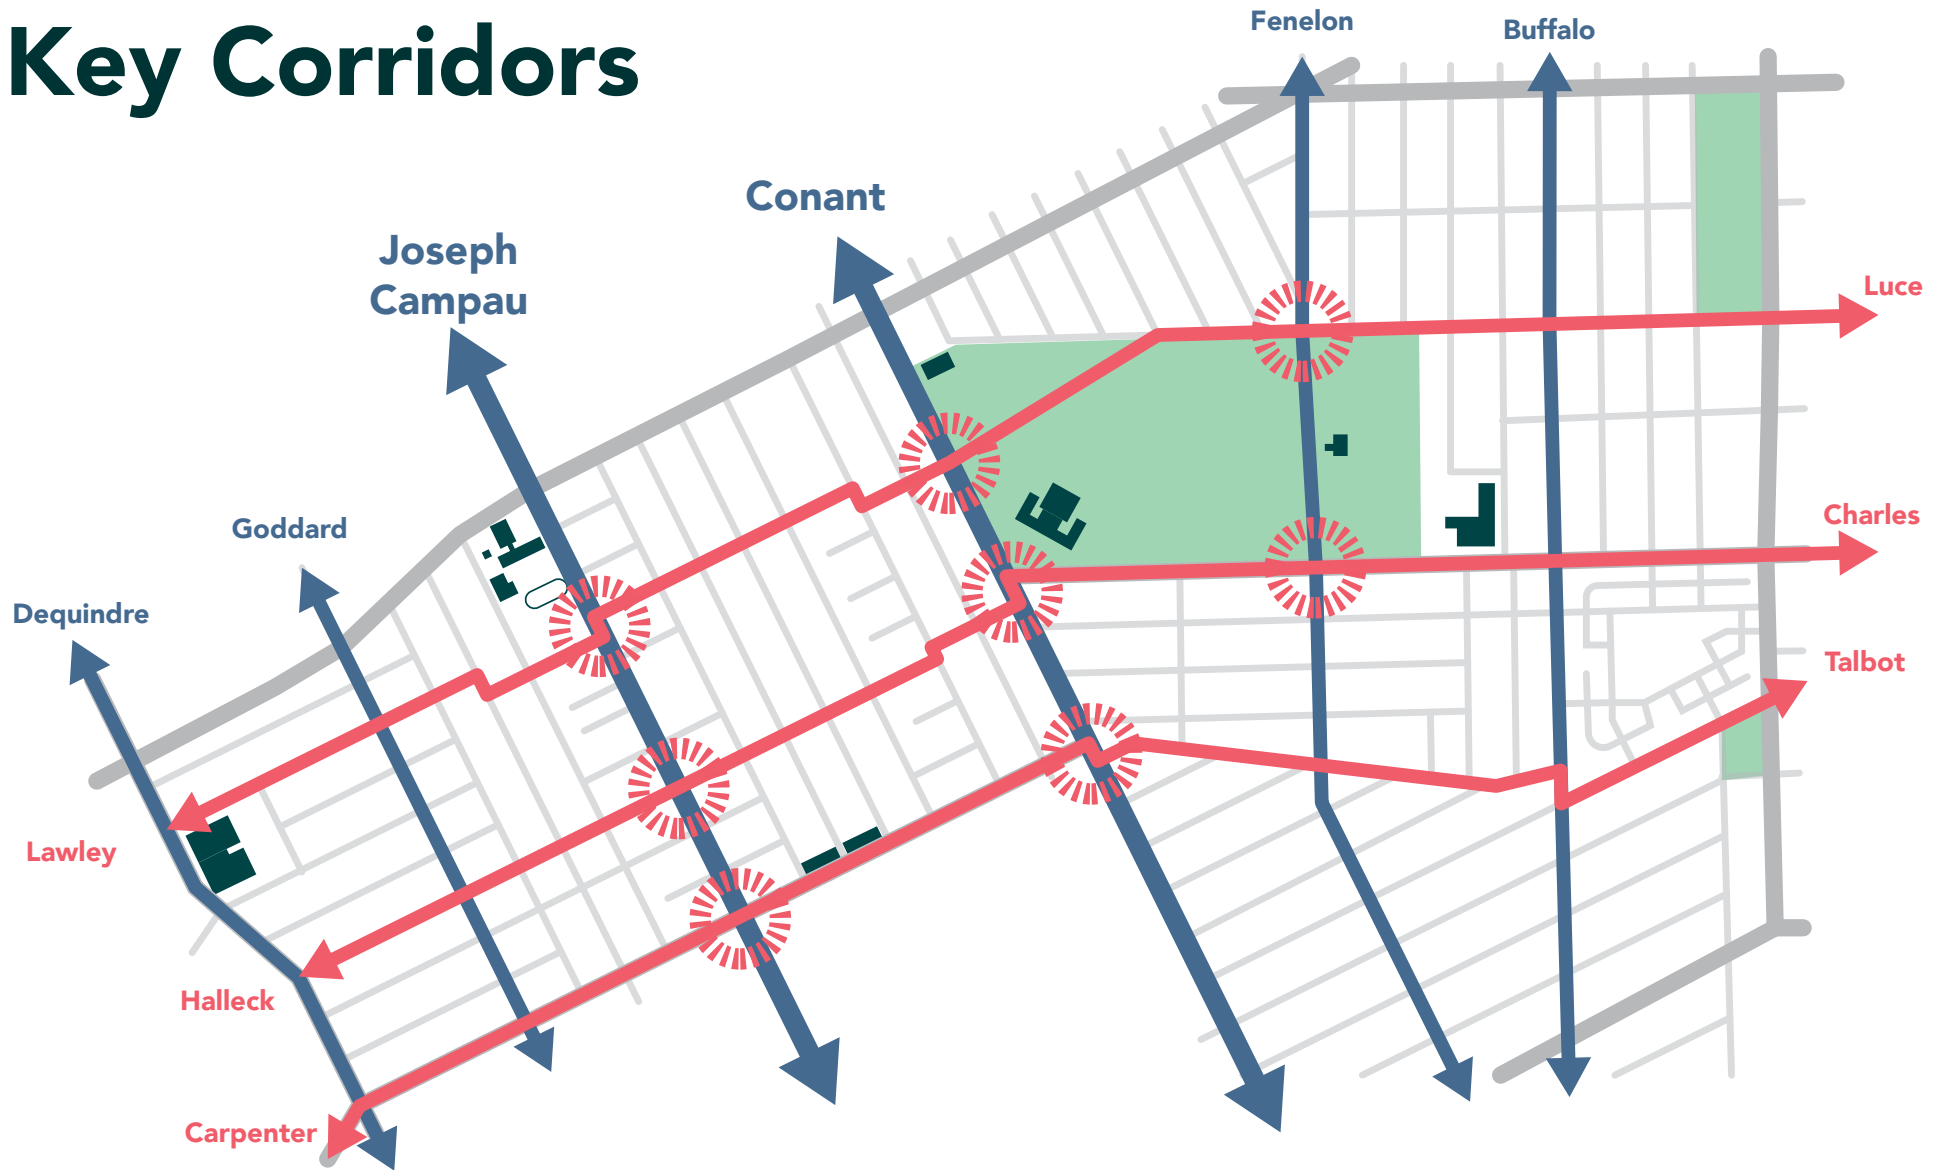 Key Corridors
Fenelon
Buffalo
Conant
Joseph
Campau
Luce
Goddard
Charles
Dequindre
Talbot
Lawley
Halleck
Carpenter